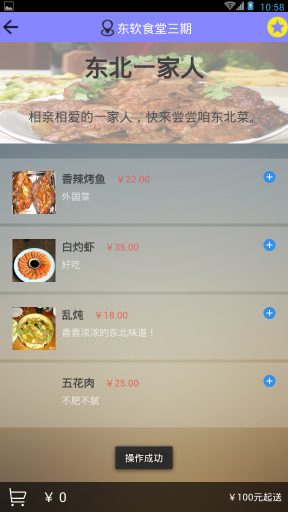 10:58
东软食堂三期
东北一家人
相亲相爱的一家人，快来尝尝咱东北菜。
香辣烤鱼 ￥22.00
外国菜
白灼虾 ￥35.00
好吃
乱炖 ￥18.00
香香浓浓的东北味道！
五花肉 ￥25.00
不肥不腻
操作成功
￥ 0 ￥100元起送